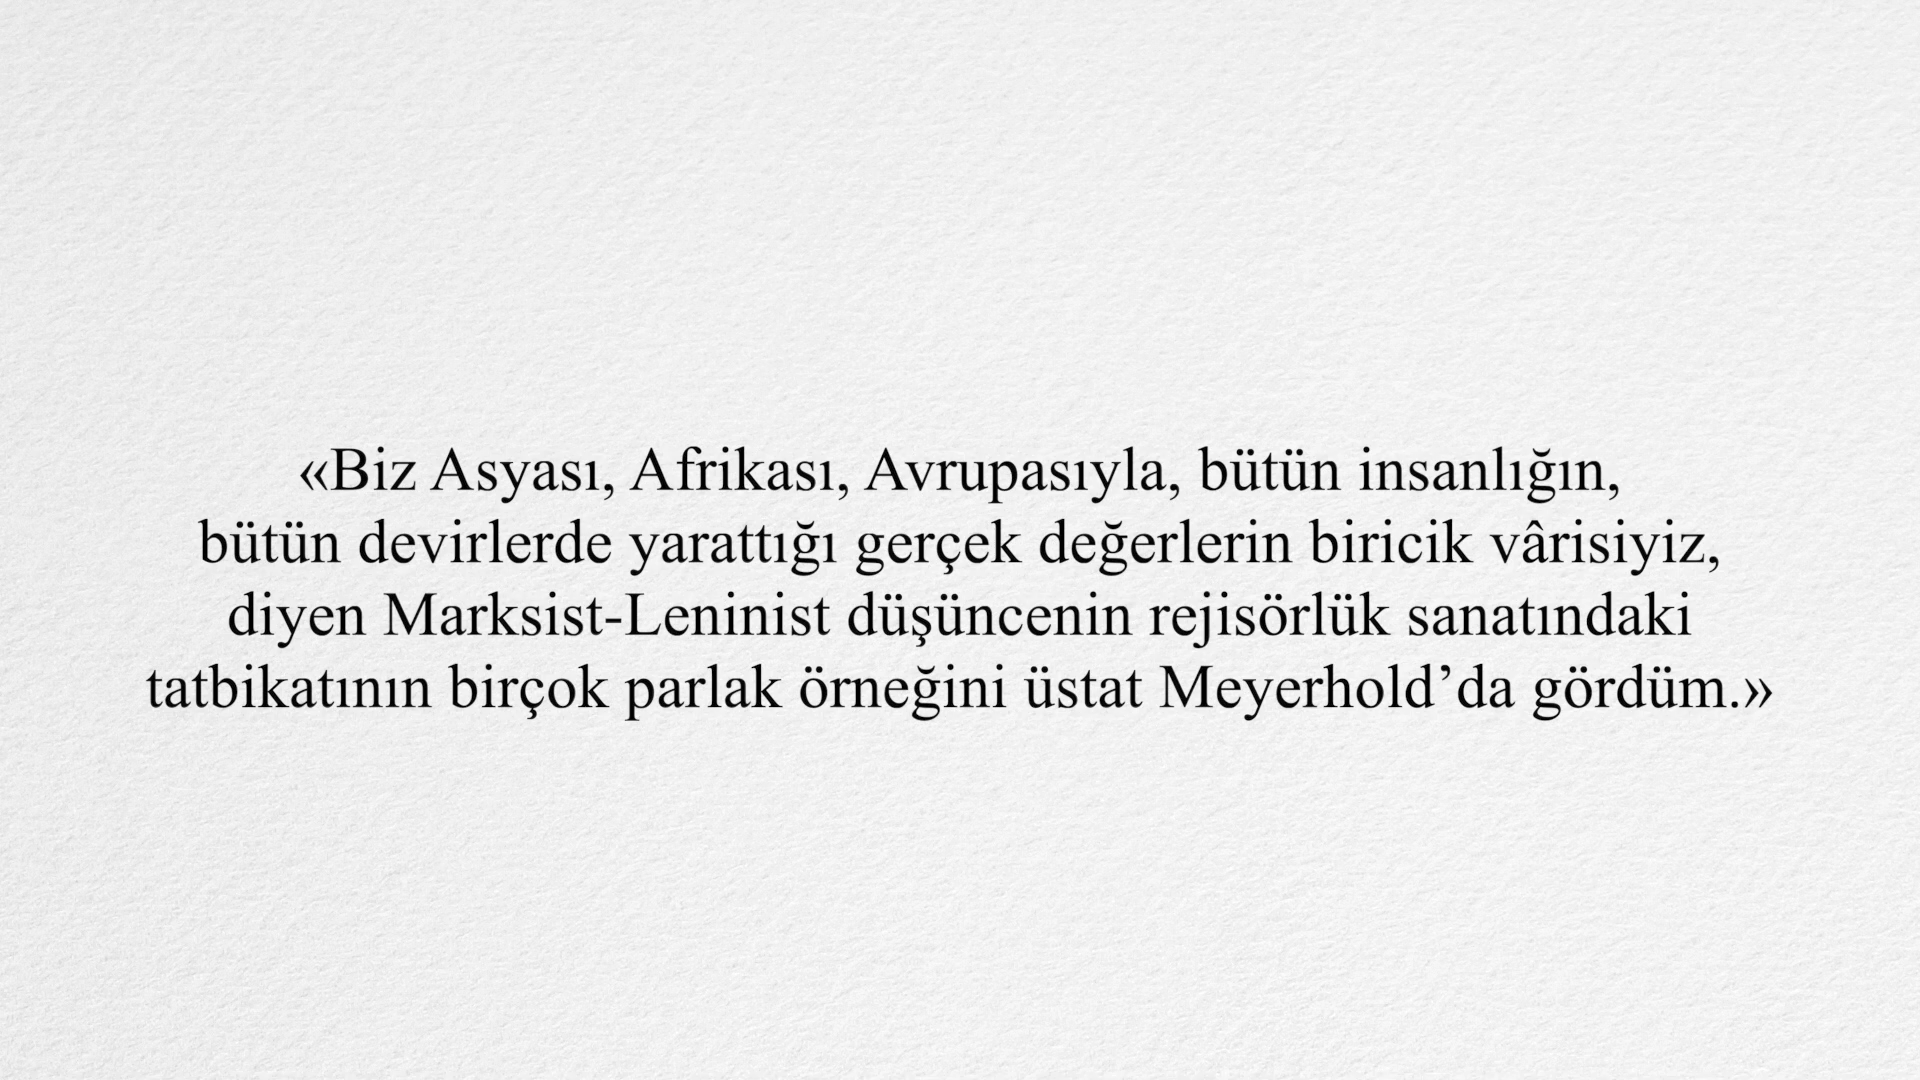 «Biz Asyası, Afrikası, Avrupasıyla, bütün insanlığın,
bütün devirlerde yarattığı gerçek değerlerin biricik vârisiyiz,
diyen Marksist-Leninist düşüncenin rejisörlük sanatındaki
tatbikatının birçok parlak örneğini üstat Meyerhold’da gördüm.»